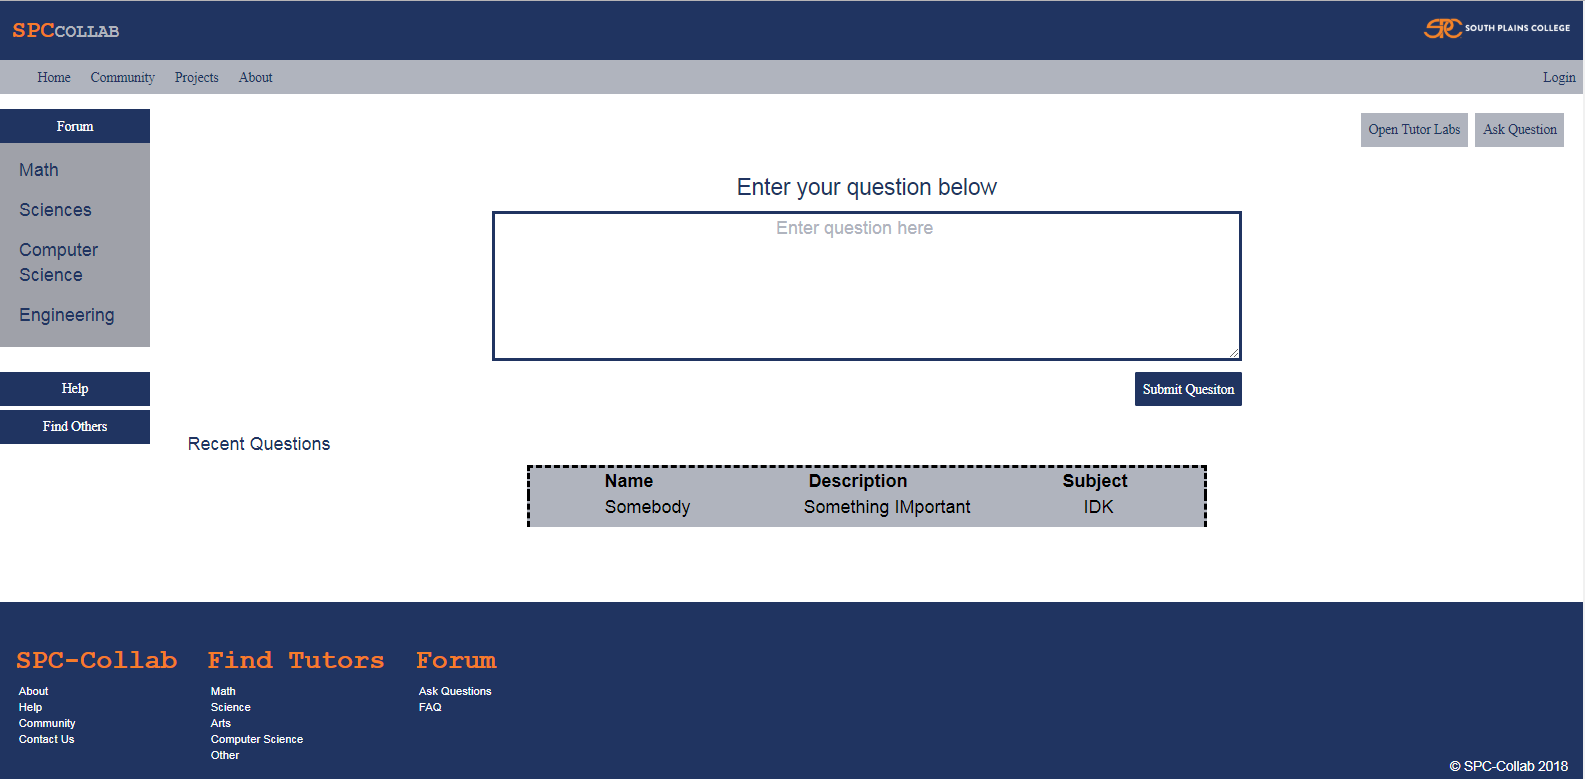 SPCCOLLAB
SPC SOUTH PLAINS COLLEGE
Home Community Projects About Login
Forum
Math
Sciences
Computer
Science
Engineering
Help
Find Others
Open Tutor Labs Ask Question
Enter your question below
Enter question here
Submit Quesiton
Recent Questions
Name Description Subject
Somebody Something IMportant IDK
SPC-Collab
About
Help
Community
Contact Us
Find Tutors
Math
Science
Arts
Computer Science
Other
Forum
Ask Questions
FAQ
© SPC-Collab 2018